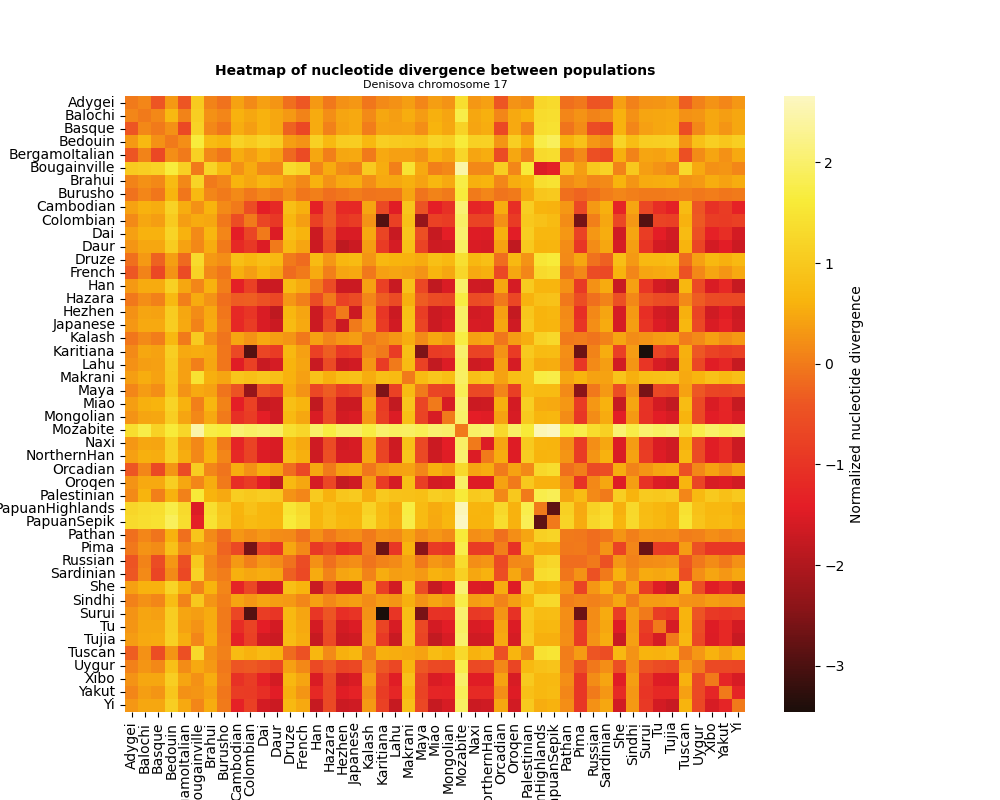 Heatmap of nucleotide divergence between populations
Denisova chromosome 17
Adygei
Balochi
Basque
Bedouin
BergamoItalian
Bougainville
Brahui
Burusho
Cambodian
Colombian
Dai
Daur
Druze
French
Han
Hazara
Hezhen
Japanese
Kalash
Karitiana
Lahu
Makrani
Maya
Miao
Mongolian
Mozabite
Naxi
NorthernHan
Orcadian
Oroqen
Palestinian
PapuanHighlands
PapuanSepik
Pathan
Pima
Russian
Sardinian
She
Sindhi
Surui
Tu
Tujia
Tuscan
Uygur
Xibo
Yakut
Yi
Adygei
Balochi
Basque
Bedouin
amoItalian
ougainville
Brahui
Burusho
Cambodian
Colombian
Dai
Daur
Druze
French
Han
Hazara
Hezhen
Japanese
Kalash
Karitiana
Lahu
Makrani
Maya
Miao
Mongolian
Mozabite
Naxi
orthernHan
Orcadian
Oroqen
Palestinian
nHighlands
apuanSepik
Pathan
Pima
Russian
Sardinian
She
Sindhi
Surui
Tu
Tujia
Tuscan
Uygur
Xibo
Yakut
Yi
2
1
0
−1
−2
−3
Normalized nucleotide divergence